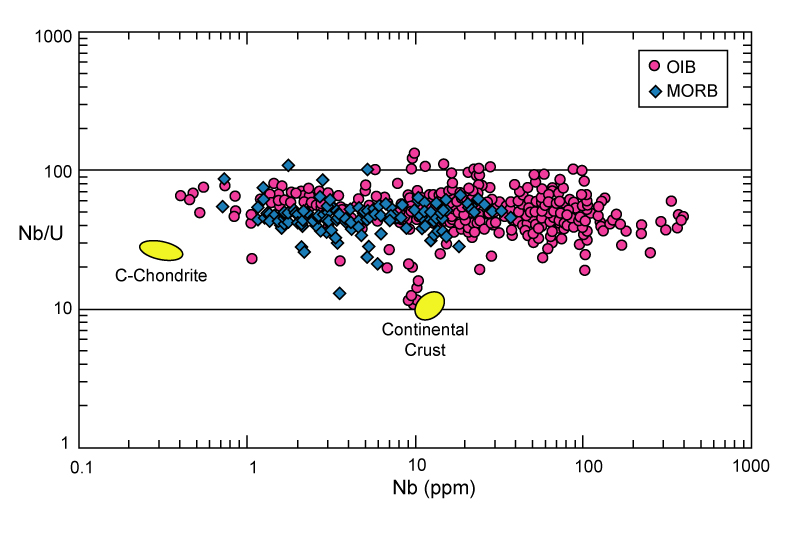 1000
OIB
MORB
100
Nb/U
C-Chondrite
10
Continental
Crust
1
0.1
1
10
100
1000
Nb (ppm)